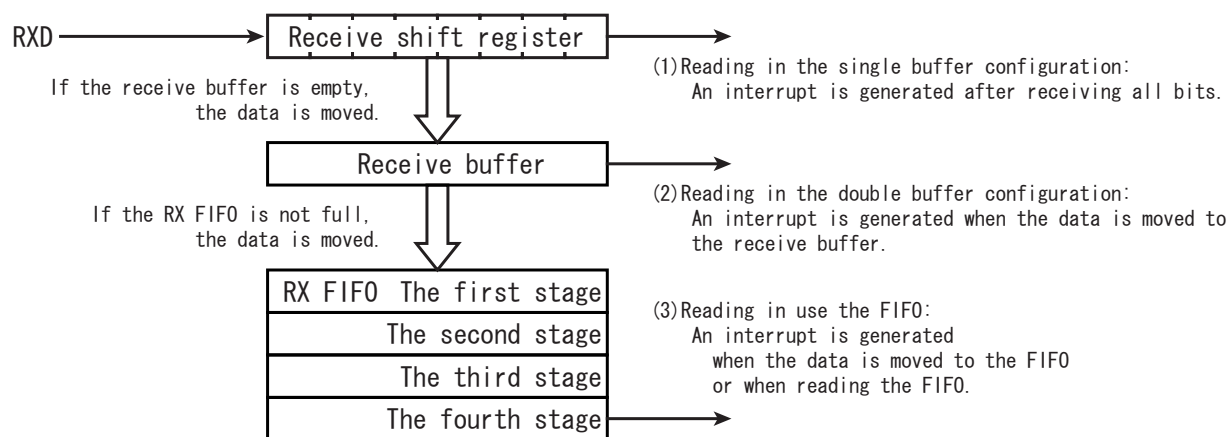 RXD
Receive shift register
(1)Reading in the single buffer configuration:
An interrupt is generated after receiving all bits.
If the receive buffer is empty,
the data is moved.
Receive buffer
(2)Reading in the double buffer configuration:
An interrupt is generated when the data is moved to
the receive buffer.
If the RX FIFO is not full,
the data is moved.
RX FIFO The first stage
The second stage
The third stage
The fourth stage
(3)Reading in use the FIFO:
An interrupt is generated
when the data is moved to the FIFO
or when reading the FIFO.